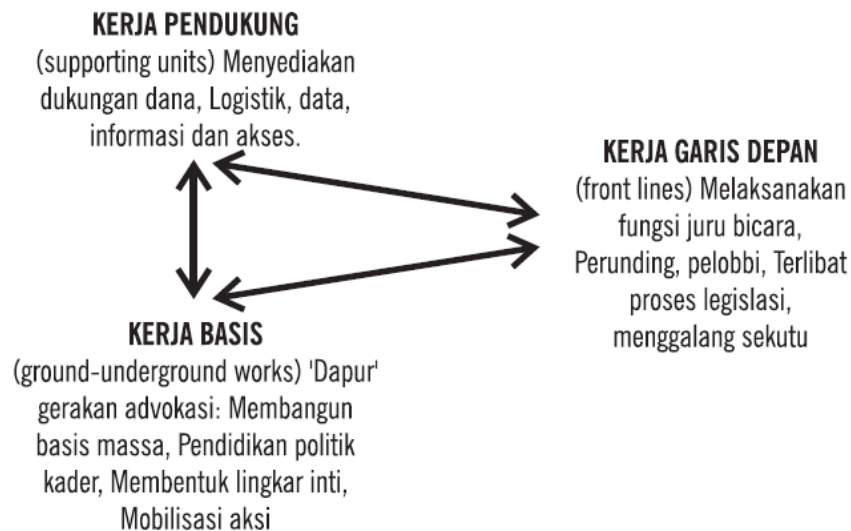 KERJA PENDUKUNG
(supporting units) Menyediakan
dukungan dana, Logistik, data,
informasi dan akses.
KERJA GARIS DEPAN
(front lines) Melaksanakan
fungsi juru bicara,
Perunding, pelobbi, Terlibat
proses legislasi,
menggalang sekutu
KERJA BASIS
(ground-underground works) 'Dapur'
gerakan advokasi: Membangun
basis massa, Pendidikan politik
kader, Membentuk lingkar inti,
Mobilisasi aksi